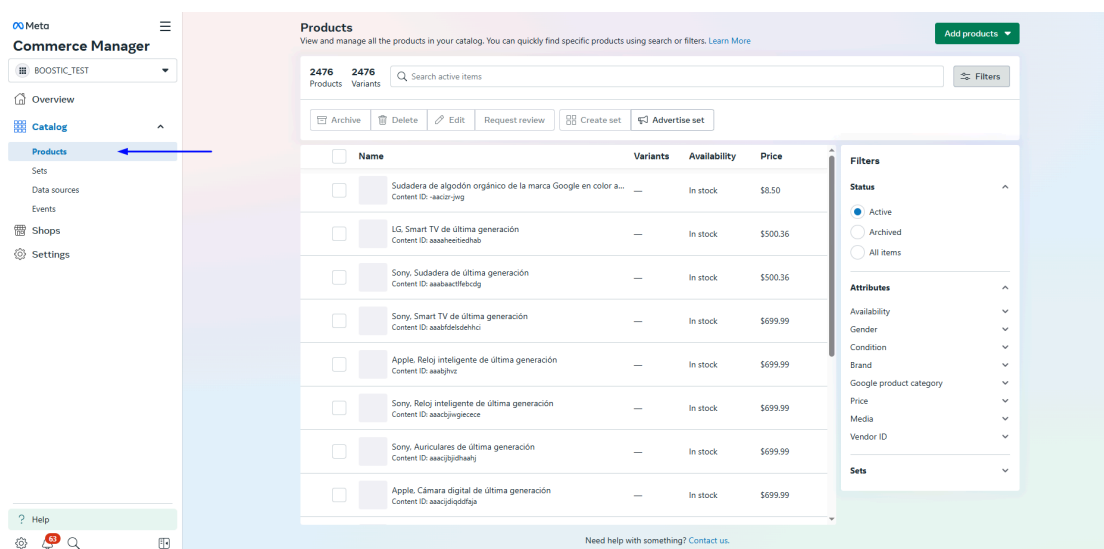 Meta
Commerce Manager
BOOSTIC_TEST
Overview
Catalog
Products
Sets
Data sources
Events
Shops
Settings
? Help
63
Products
View and manage all the products in your catalog. You can quickly find specific products using search or filters. Learn More
Add products
2476 2476
Products Variants
Search active items
Filters
Archive Delete Edit Request review Create set Advertise set
Name Variants Availability Price
Sudadera de algodón orgánico de la marca Google en color a... — In stock $8.50
Content ID: -aacizr-jwg
LG, Smart TV de última generación — In stock $500.36
Content ID: aaaaheeitiedhab
Sony, Sudadera de última generación — In stock $500.36
Content ID: aaabaactlfebcdg
Sony, Smart TV de última generación — In stock $699.99
Content ID: aaabfdelsdehhci
Apple, Reloj inteligente de última generación — In stock $699.99
Content ID: aaabjhvz
Sony, Reloj inteligente de última generación — In stock $699.99
Content ID: aaacbjiwgiecece
Sony, Auriculares de última generación — In stock $699.99
Content ID: aaacijbjidhaahj
Apple, Cámara digital de última generación — In stock $699.99
Content ID: aaacijdiqddfaja
Filters
Status
Active
Archived
All items
Attributes
Availability
Gender
Condition
Brand
Google product category
Price
Media
Vendor ID
Sets
Need help with something? Contact us.